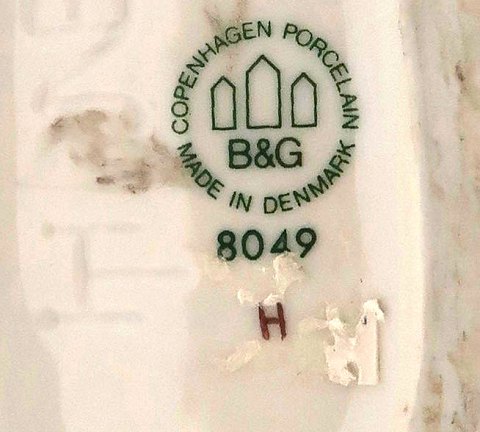 COPENHAGEN PORCELAIN
B&G
MADE IN DENMARK
8049
H